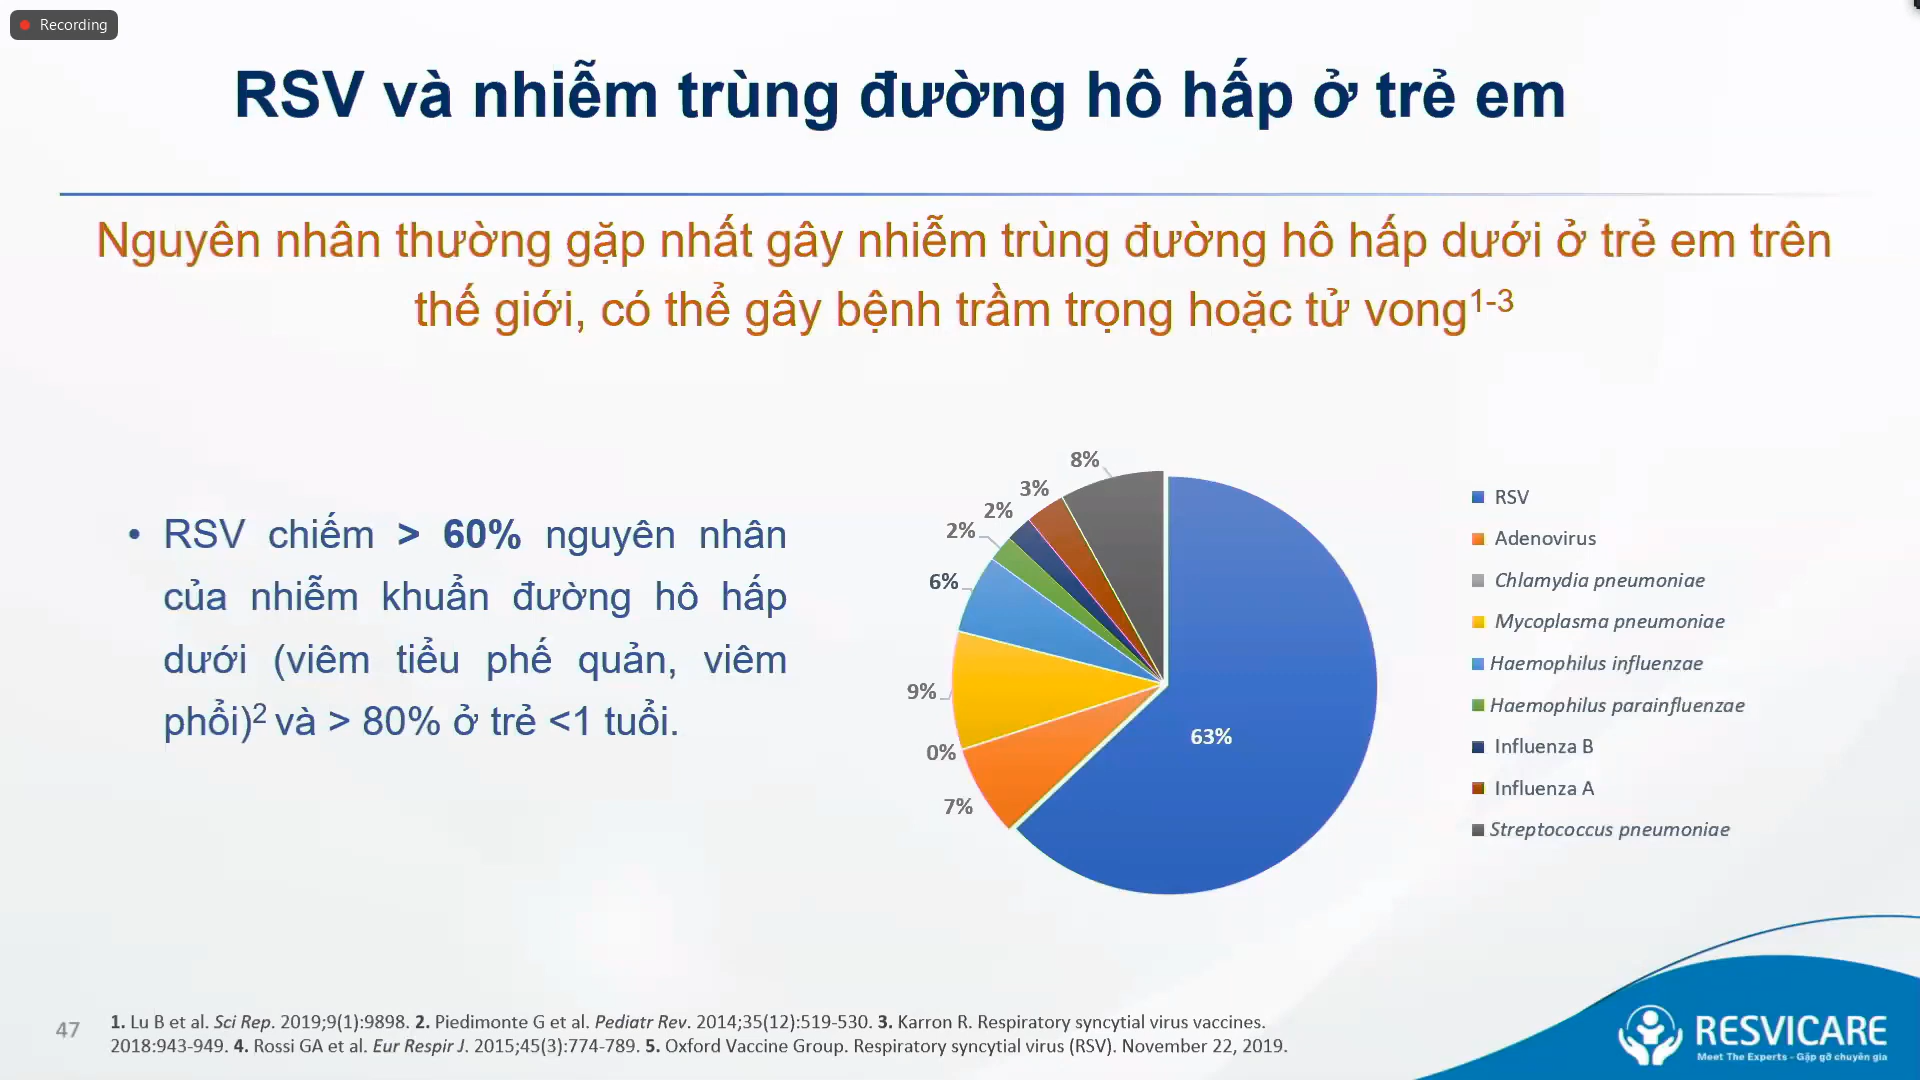 Recording
RSV và nhiễm trùng đường hô hấp ở trẻ em
Nguyên nhân thường gặp nhất gây nhiễm trùng đường hô hấp dưới ở trẻ em trên
thế giới, có thể gây bệnh trầm trọng hoặc tử vong1-3
• RSV chiếm > 60% nguyên nhân
của nhiễm khuẩn đường hô hấp
dưới (viêm tiểu phế quản, viêm
phổi)2 và > 80% ở trẻ <1 tuổi.
8%
3%
2%
2%
6%
9%
0%
7%
63%
RSV
Adenovirus
Chlamydia pneumoniae
Mycoplasma pneumoniae
Haemophilus influenzae
Haemophilus parainfluenzae
Influenza B
Influenza A
Streptococcus pneumoniae
47
1. Lu B et al. Sci Rep. 2019;9(1):9898. 2. Piedimonte G et al. Pediatr Rev. 2014;35(12):519-530. 3. Karron R. Respiratory syncytial virus vaccines.
2018:943-949. 4. Rossi GA et al. Eur Respir J. 2015;45(3):774-789. 5. Oxford Vaccine Group. Respiratory syncytial virus (RSV). November 22, 2019.
RESVICARE
Meet The Experts - Gặp gỡ chuyên gia